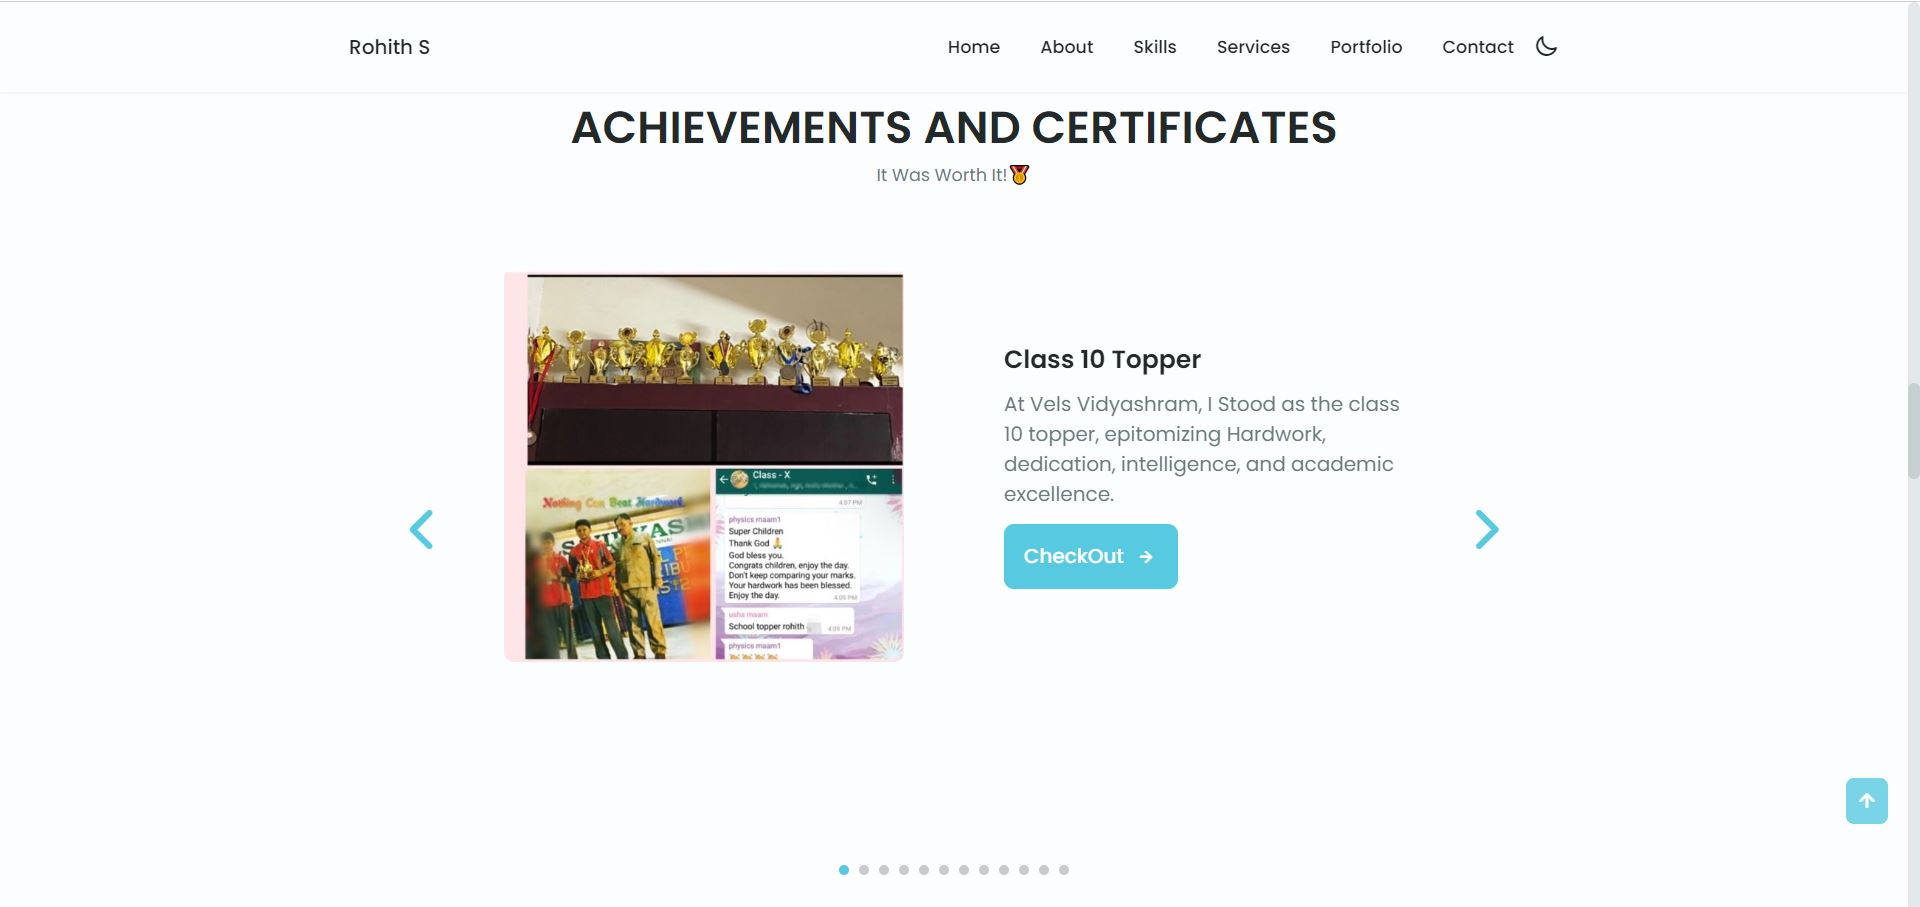 Rohith S
Home
About
Skills
Services
Portfolio
Contact
ACHIEVEMENTS AND CERTIFICATES
It Was Worth It!
Class 10 Topper
At Vels Vidyashram, I Stood as the class
10 topper, epitomizing Hardwork,
dedication, intelligence, and academic
excellence.
CheckOut
Nothing Can Beat Hardwork
Class - X
4:07 PM
physics maam1
Super Children
Thank God 🙏
God bless you.
Congrats children, enjoy the day.
Don't keep comparing your marks.
Your hardwork has been blessed.
Enjoy the day.
4:09 PM
usha maam
School topper rohith
4:09 PM
physics maam1